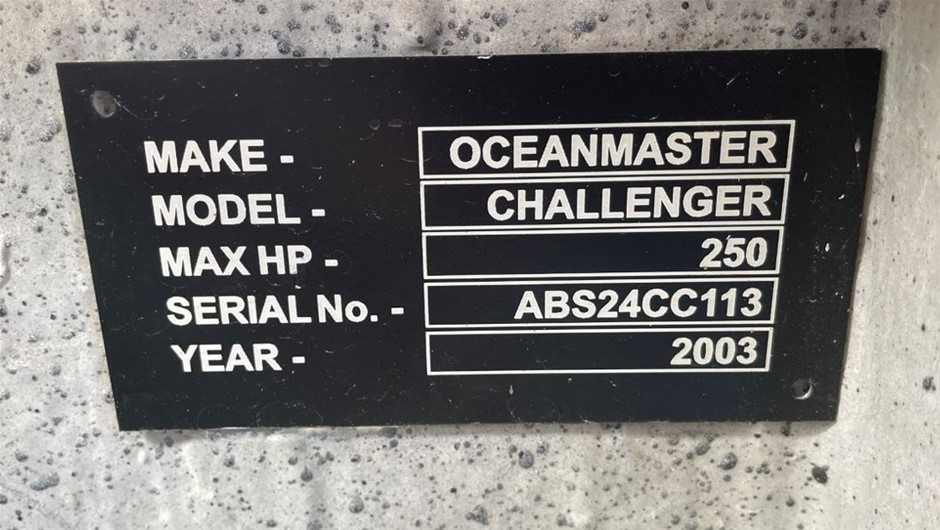 MAKE - OCEANMASTER
MODEL - CHALLENGER
MAX HP - 250
SERIAL No. - ABS24CC113
YEAR - 2003